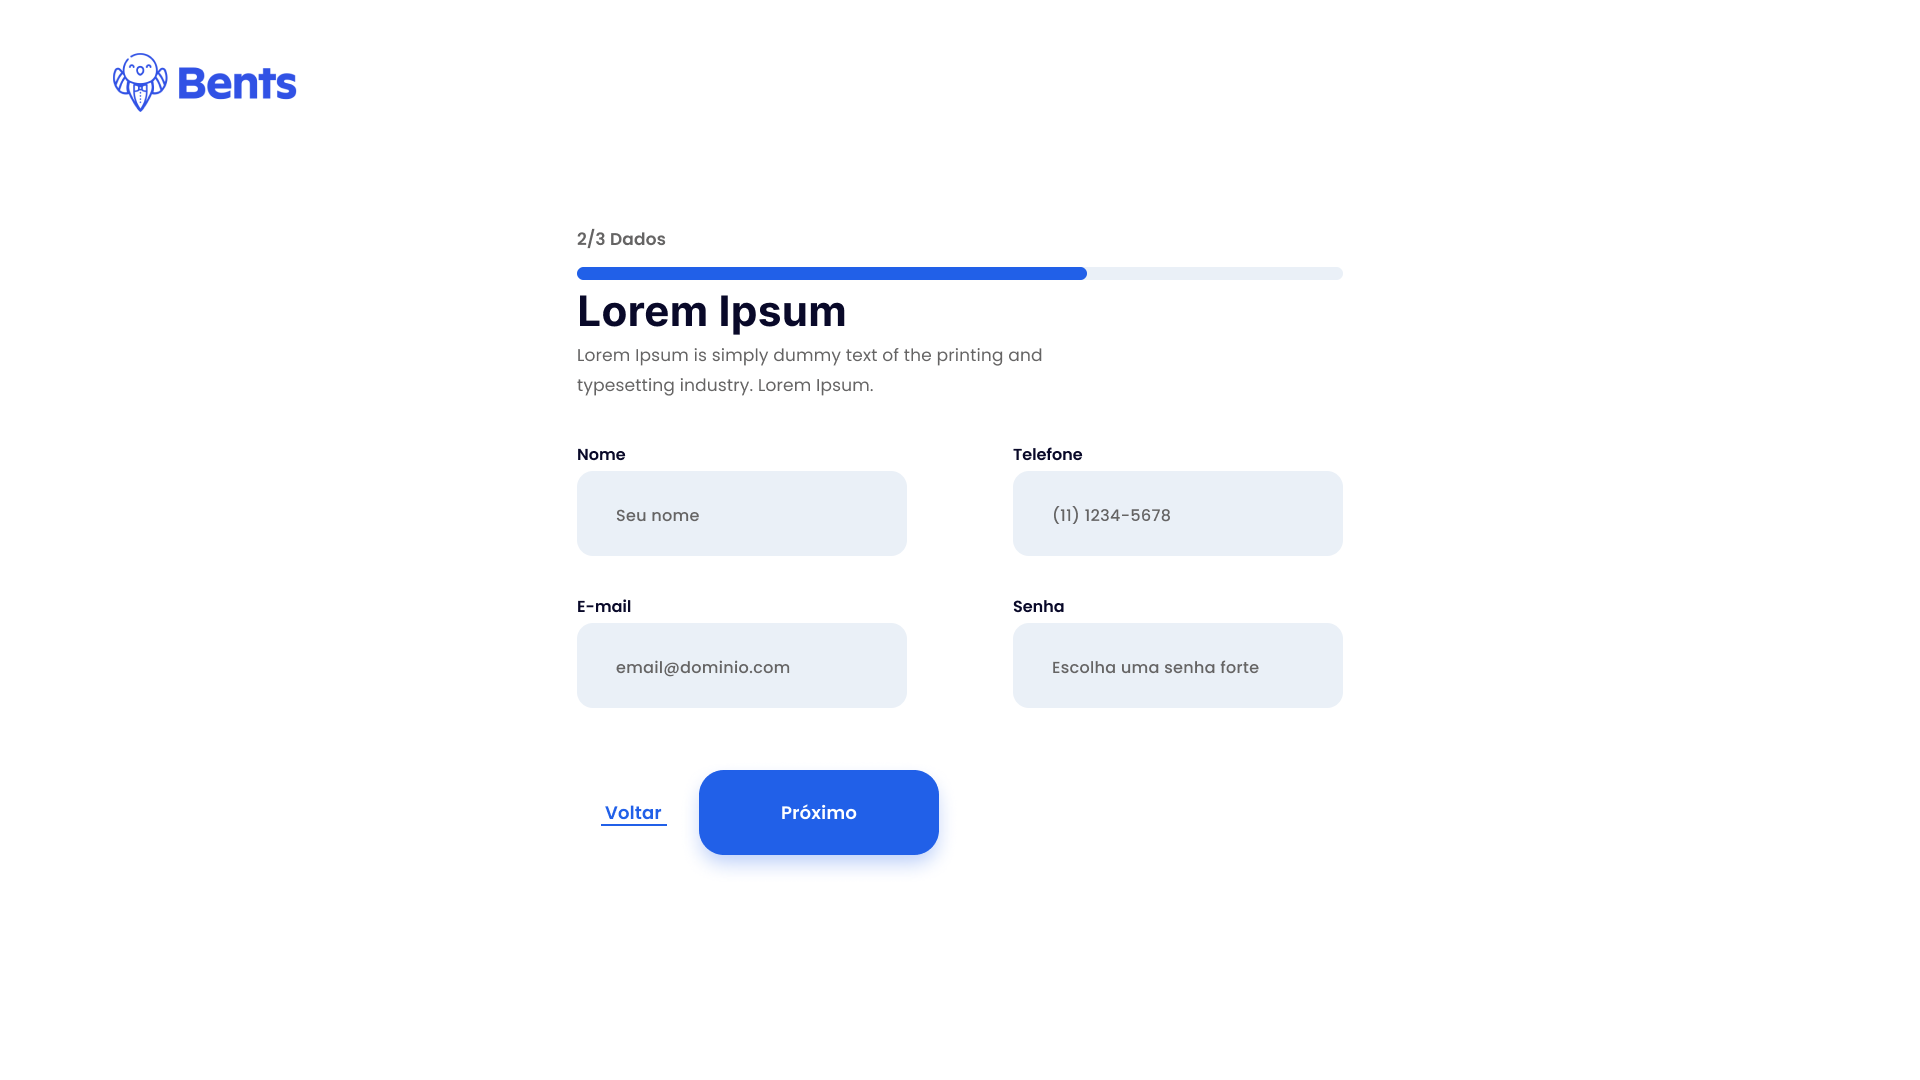 Bents
2/3 Dados
Lorem Ipsum
Lorem Ipsum is simply dummy text of the printing and
typesetting industry. Lorem Ipsum.
Nome
Telefone
Seu nome
(11) 1234-5678
E-mail
Senha
email@dominio.com
Escolha uma senha forte
Voltar
Próximo